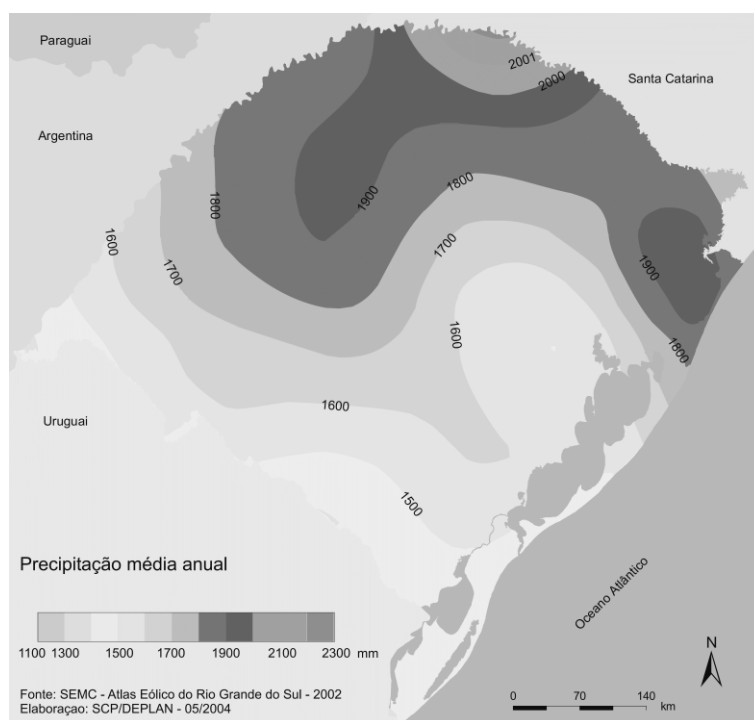 Paraguai
2001
2000
Santa Catarina
Argentina
1800
1900
1800
1600
1700
1700
1900
1600
1800
1600
Uruguai
1500
Precipitação média anual
1100 1300 1500 1700 1900 2100 2300 mm
Oceano Atlântico
N
Fonte: SEMC - Atlas Eólico do Rio Grande do Sul - 2002
Elaboraçao: SCP/DEPLAN - 05/2004
0 70 140
km